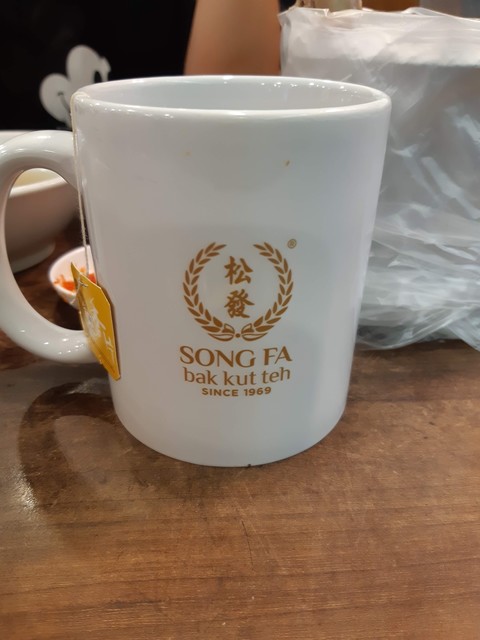 ®
松
發
SONG FA
bak kut teh
SINCE 1969